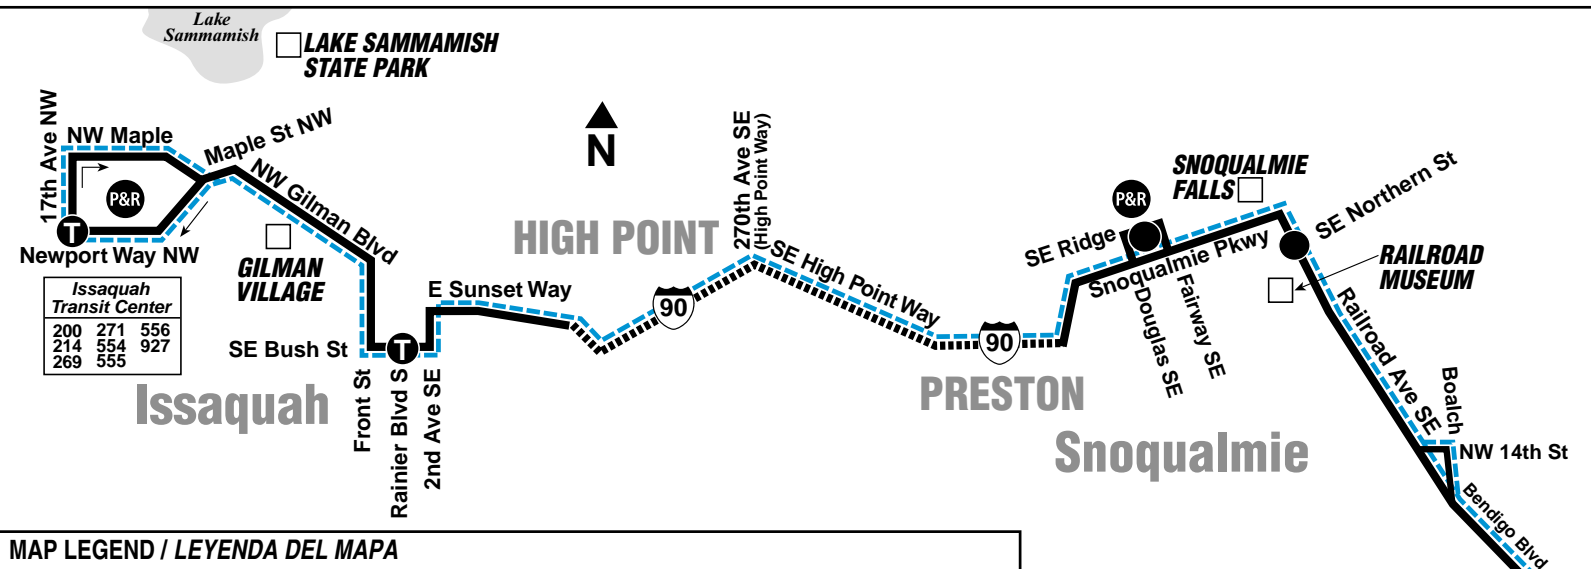 Lake
Sammamish
LAKE SAMMAMISH
STATE PARK
17th Ave NW
NW Maple
Maple St NW
P&R
T
Newport Way NW
NW Gilman Blvd
GILMAN
VILLAGE
Issaquah
Transit Center
200 271 556
214 554 927
269 555
Issaquah
SE Bush St
T
Front St
Rainier Blvd S
2nd Ave SE
E Sunset Way
N
HIGH POINT
90
270th Ave SE
(High Point Way)
SE High Point Way
90
PRESTON
P&R
SE Ridge
Snoqualmie Pkwy
Douglas SE
Fairway SE
SNOQUALMIE
FALLS
SE Northern St
RAILROAD
MUSEUM
Railroad Ave SE
Snoqualmie
Boalch
NW 14th St
Bendigo Blvd
MAP LEGEND / LEYENDA DEL MAPA